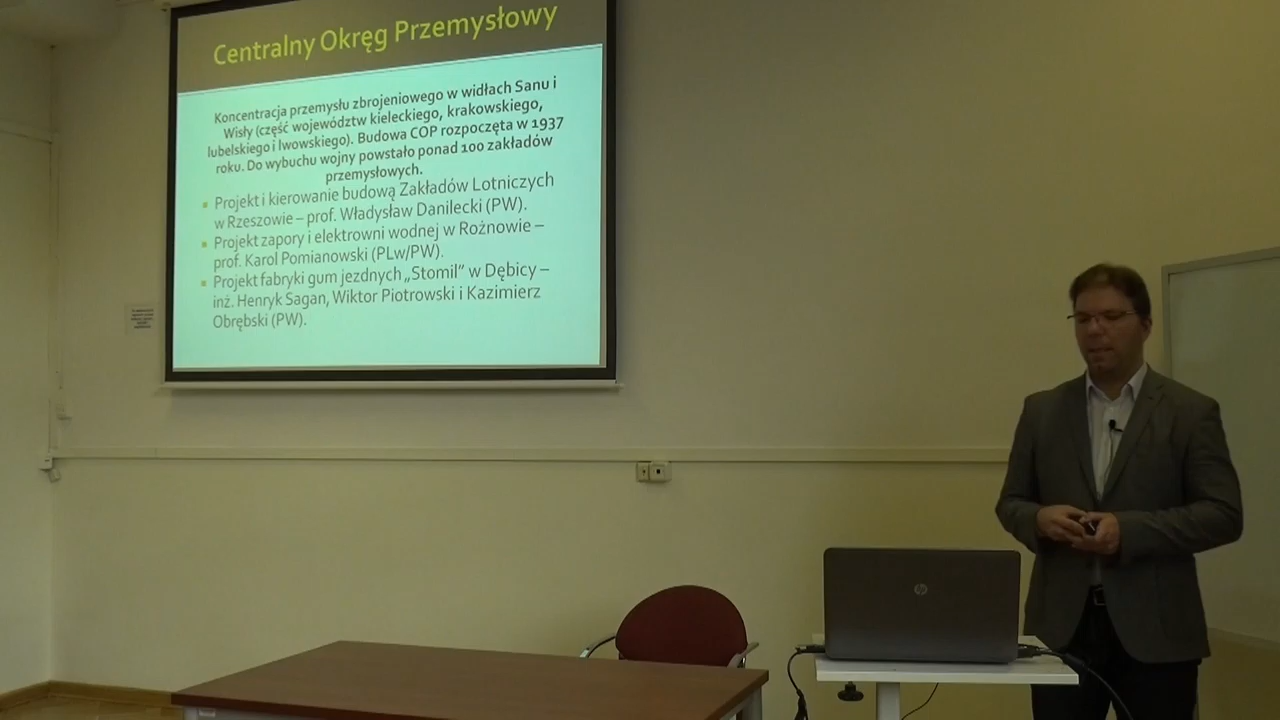 Centralny Okręg Przemysłowy
Koncentracja przemysłu zbrojeniowego w widłach Sanu i
Wisły (część województw kieleckiego, krakowskiego,
lubelskiego i lwowskiego). Budowa COP rozpoczęta w 1937
roku. Do wybuchu wojny powstało ponad 100 zakładów
przemysłowych.
Projekt i kierowanie budową Zakładów Lotniczych
w Rzeszowie – prof. Władysław Danilecki (PW).
Projekt zapory i elektrowni wodnej w Rożnowie –
prof. Karol Pomianowski (PLw/PW).
Projekt fabryki gum jezdnych „Stomil” w Dębicy –
inż. Henryk Sagan, Wiktor Piotrowski i Kazimierz
Obrębski (PW).
hp